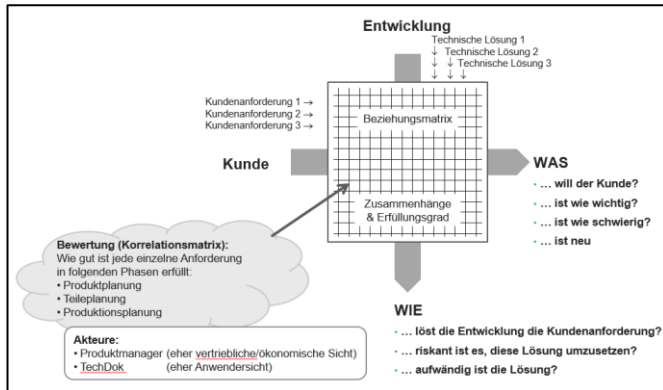 Entwicklung
Technische Lösung 1
↓ Technische Lösung 2
↓ ↓ Technische Lösung 3
↓ ↓ ↓
Kundenanforderung 1 →
Kundenanforderung 2 →
Kundenanforderung 3 →
Beziehungsmatrix
Kunde
WAS
• … will der Kunde?
• … ist wie wichtig?
• … ist wie schwierig?
• … ist neu
Zusammenhänge
& Erfüllungsgrad
Bewertung (Korrelationsmatrix):
Wie gut ist jede einzelne Anforderung
in folgenden Phasen erfüllt:
• Produktplanung
• Teileplanung
• Produktionsplanung
WIE
• … löst die Entwicklung die Kundenanforderung?
• … riskant ist es, diese Lösung umzusetzen?
• … aufwändig ist die Lösung?
Akteure:
• Produktmanager (eher vertriebliche/ökonomische Sicht)
• TechDok (eher Anwendersicht)